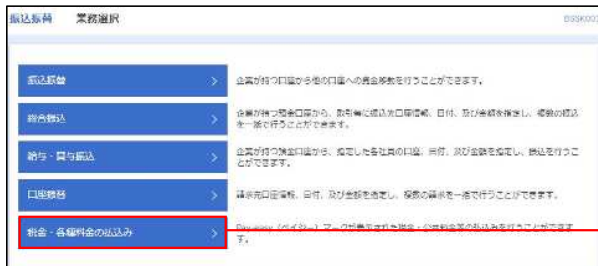 振込振替 業務選択
BSSK001
振込振替
企業が持つ口座から他の口座への資金移動を行うことができます。
総合振込
企業が持つ預金口座から、取引毎に振込先口座情報、日付、及び金額を指定し、複数の振込
を一括で行うことができます。
給与・賞与振込
企業が持つ預金口座から、指定した各社員の口座、日付、及び金額を指定し、振込を行うこ
とができます。
口座振替
請求先口座情報、日付、及び金額を指定し、複数の請求を一括で行うことができます。
税金・各種料金の払込み
Pay-easy（ペイジー）マークが表示された税金・公共料金等の払込みを行うことができま
す。